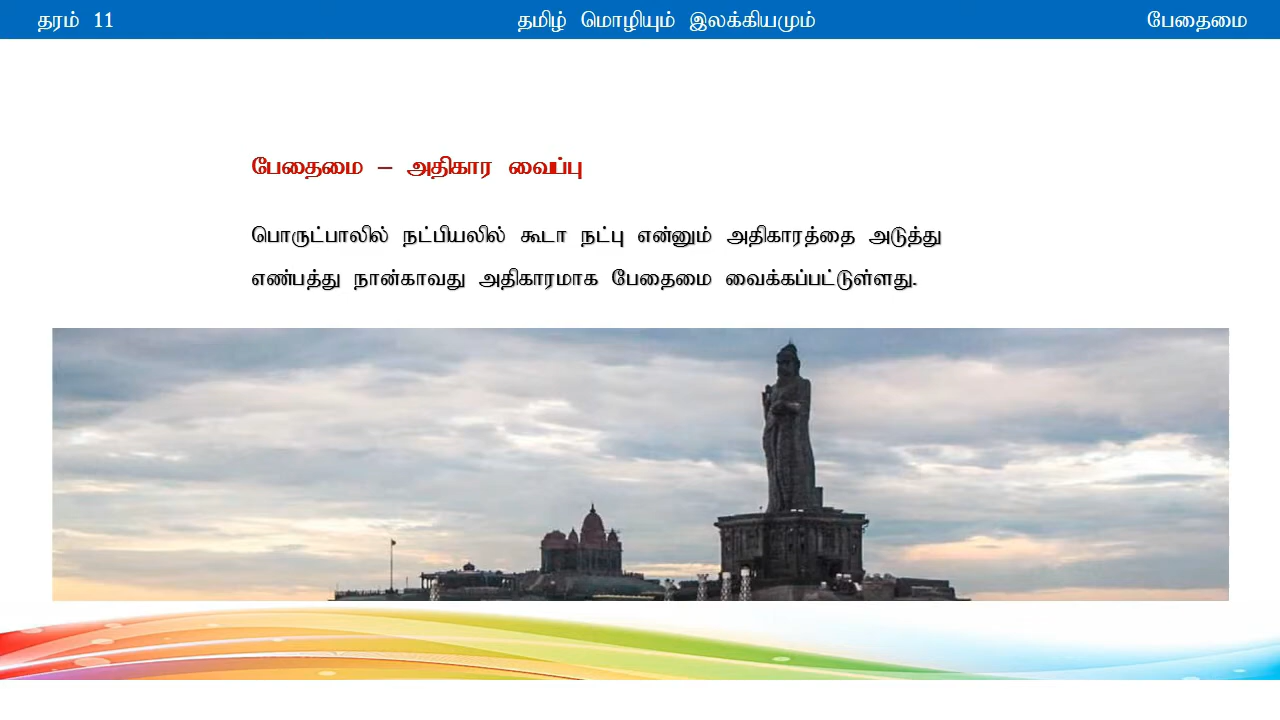 தரம் 11 தமிழ் மொழியும் இலக்கியமும் பேதைமை
பேதைமை – அதிகார வைப்பு
பொருட்பாலில் நட்பியலில் கூடா நட்பு என்னும் அதிகாரத்தை அடுத்து
எண்பத்து நான்காவது அதிகாரமாக பேதைமை வைக்கப்பட்டுள்ளது.